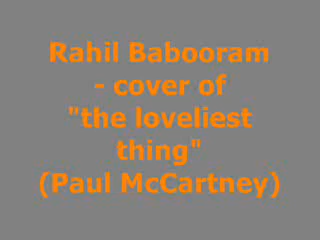 Rahil Babooram
- cover of
"the loveliest
thing"
(Paul McCartney)